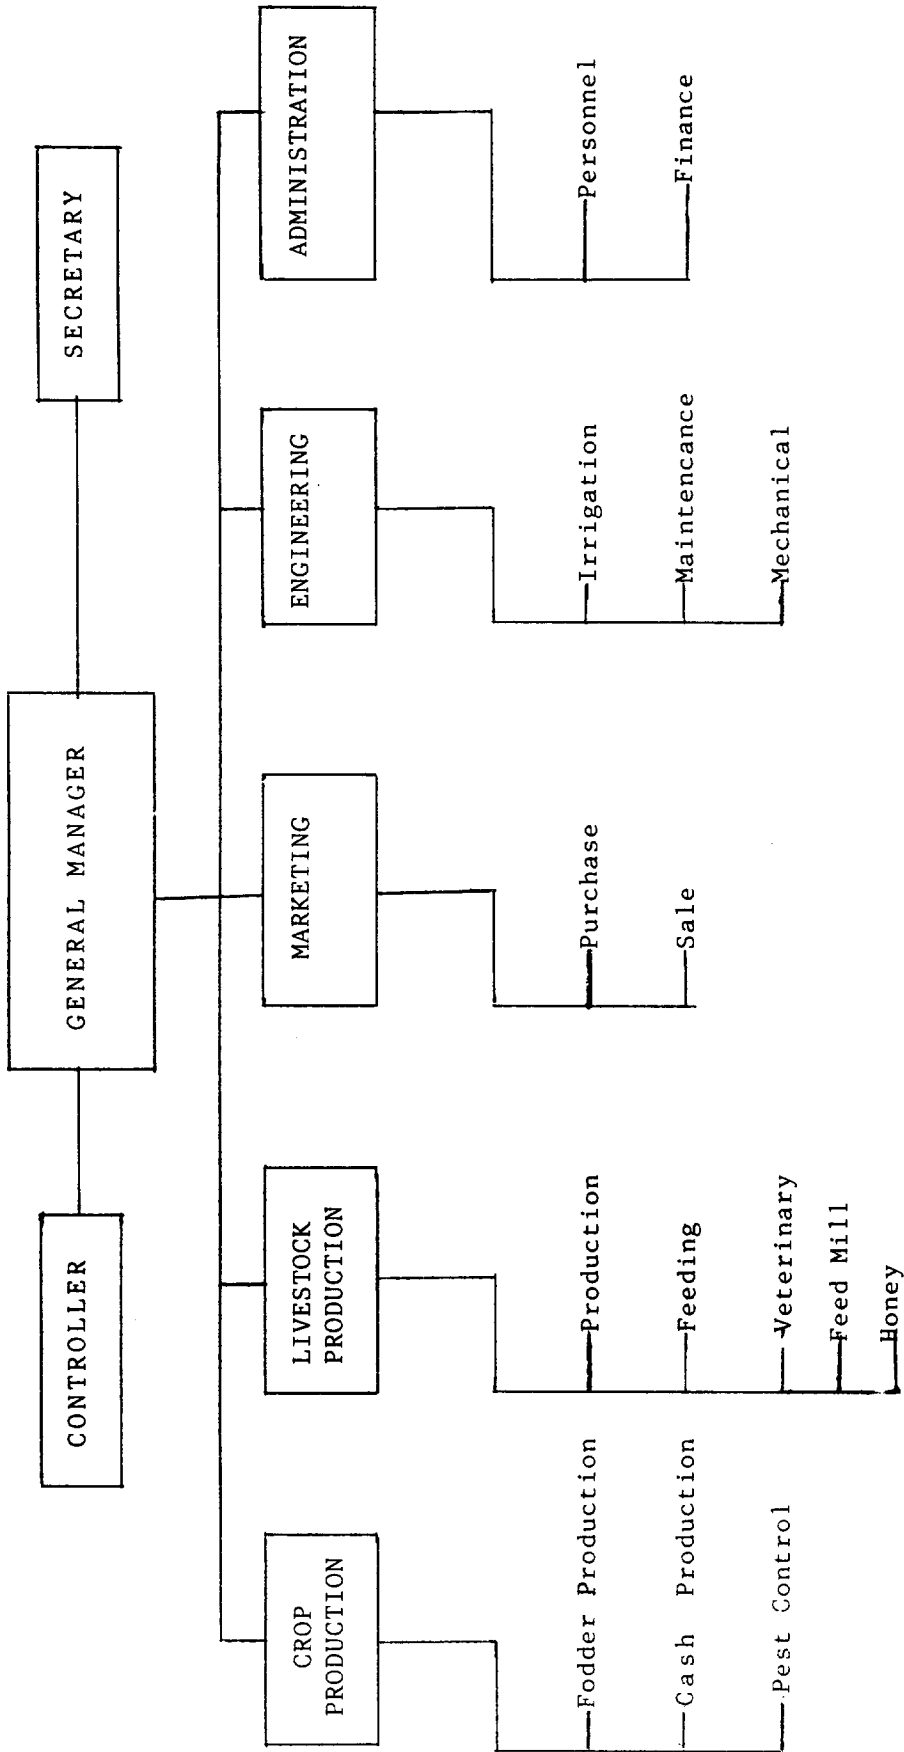 CONTROLLER
GENERAL MANAGER
SECRETARY
CROP
PRODUCTION
LIVESTOCK
PRODUCTION
MARKETING
ENGINEERING
ADMINISTRATION
Fodder Production
Cash Production
Pest Control
Production
Feeding
Veterinary
Feed Mill
Honey
Purchase
Sale
Irrigation
Maintencance
Mechanical
Personnel
Finance